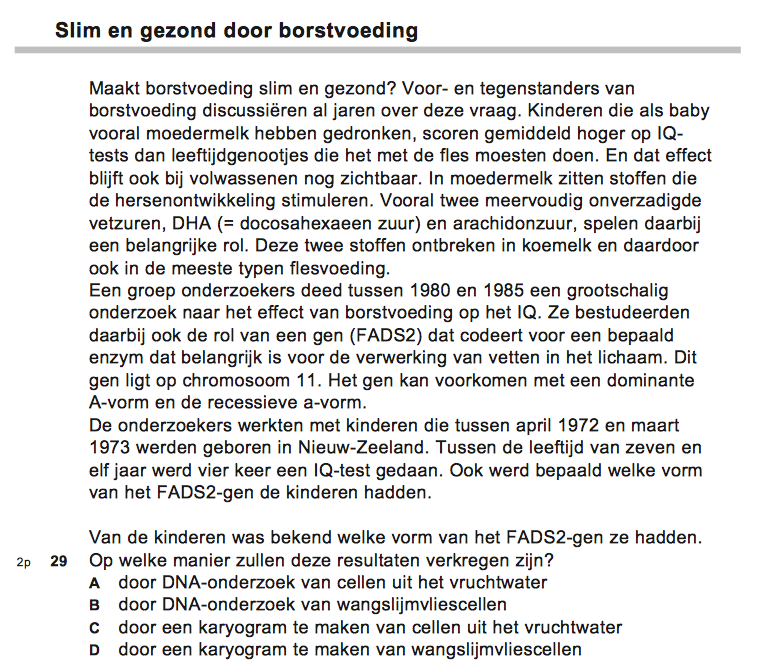 Slim en gezond door borstvoeding
Maakt borstvoeding slim en gezond? Voor- en tegenstanders van
borstvoeding discussiëren al jaren over deze vraag. Kinderen die als baby
vooral moedermelk hebben gedronken, scoren gemiddeld hoger op IQ-
tests dan leeftijdgenootjes die het met de fles moesten doen. En dat effect
blijft ook bij volwassenen nog zichtbaar. In moedermelk zitten stoffen die
de hersenontwikkeling stimuleren. Vooral twee meervoudig onverzadigde
vetzuren, DHA (= docosahexaeen zuur) en arachidonzuur, spelen daarbij
een belangrijke rol. Deze twee stoffen ontbreken in koemelk en daardoor
ook in de meeste typen flesvoeding.
Een groep onderzoekers deed tussen 1980 en 1985 een grootschalig
onderzoek naar het effect van borstvoeding op het IQ. Ze bestudeerden
daarbij ook de rol van een gen (FADS2) dat codeert voor een bepaald
enzym dat belangrijk is voor de verwerking van vetten in het lichaam. Dit
gen ligt op chromosoom 11. Het gen kan voorkomen met een dominante
A-vorm en de recessieve a-vorm.
De onderzoekers werkten met kinderen die tussen april 1972 en maart
1973 werden geboren in Nieuw-Zeeland. Tussen de leeftijd van zeven en
elf jaar werd vier keer een IQ-test gedaan. Ook werd bepaald welke vorm
van het FADS2-gen de kinderen hadden.
Van de kinderen was bekend welke vorm van het FADS2-gen ze hadden.
2p 29 Op welke manier zullen deze resultaten verkregen zijn?
A door DNA-onderzoek van cellen uit het vruchtwater
B door DNA-onderzoek van wangslijmvliescellen
C door een karyogram te maken van cellen uit het vruchtwater
D door een karyogram te maken van wangslijmvliescellen